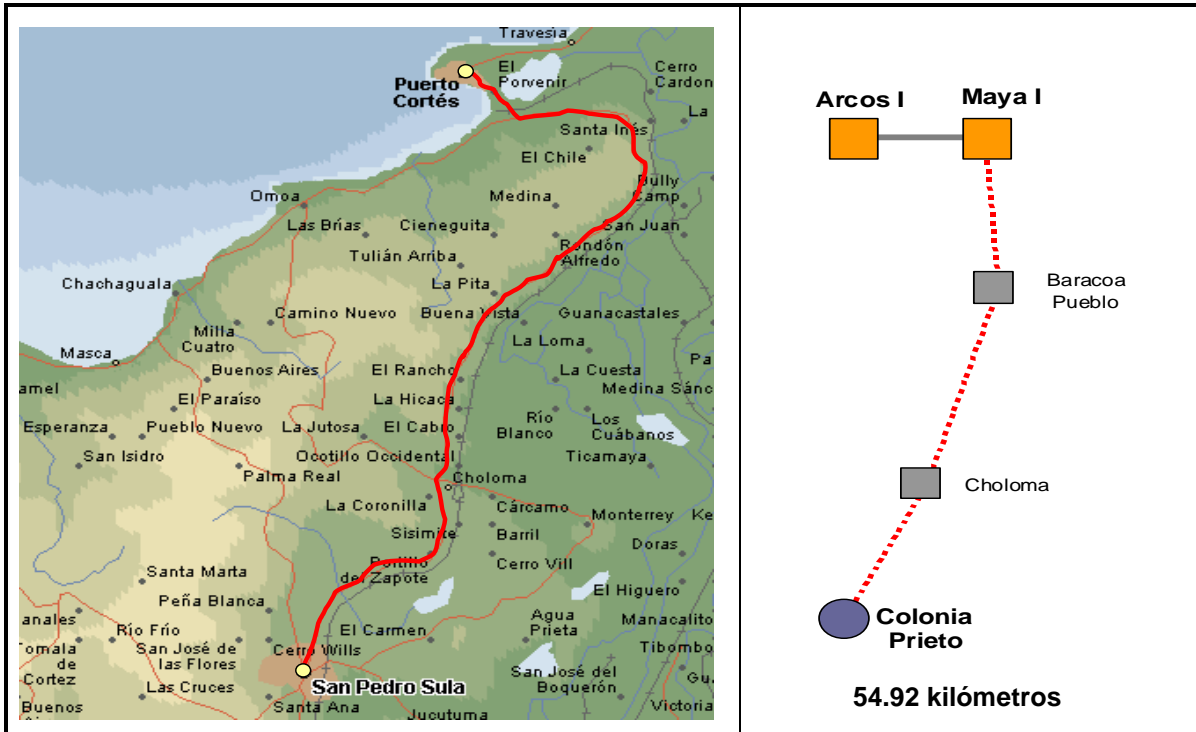 Travesía
El
Porvenir
Cerro
Cardon
Puerto
Cortés
La
Santa Inés
El Chile
Bully
Camp
Omoa
Medina
Las Brías
Cieneguita
San Juan
Rondón
Alfredo
Tulián Arriba
Chachaguala
La Pita
Camino Nuevo
Buena Vista
Guanacastales
Milla
Cuatro
La Loma
Masca
Pa
Buenos Aires
El Rancho
La Cuesta
amel
Medina Sánc
El Paraíso
La Hicaca
Río
Blanco
Los
Cuábanos
Esperanza
Pueblo Nuevo
La Jutosa
El Cabro
San Isidro
Ocotillo Occidental
Ticamaya
Palma Real
Choloma
La Coronilla
Cárcamo
Monterrey
Ke
Sisimite
Barril
Doras
Portillo
del Zapote
Cerro Vill
Santa Marta
El Higuero
Peña Blanca
Agua
Prieta
Manacalito
anales
Río Frío
San José de
las Flores
El Carmen
Tomala
de
Cortez
Cerro Wills
Tibombo
San José del
Boquerón
Gu
Las Cruces
San Pedro Sula
Buenos
Santa Ana
Jucutuma
Victoria
Arcos I
Maya I
Baracoa
Pueblo
Choloma
Colonia
Prieto
54.92 kilómetros